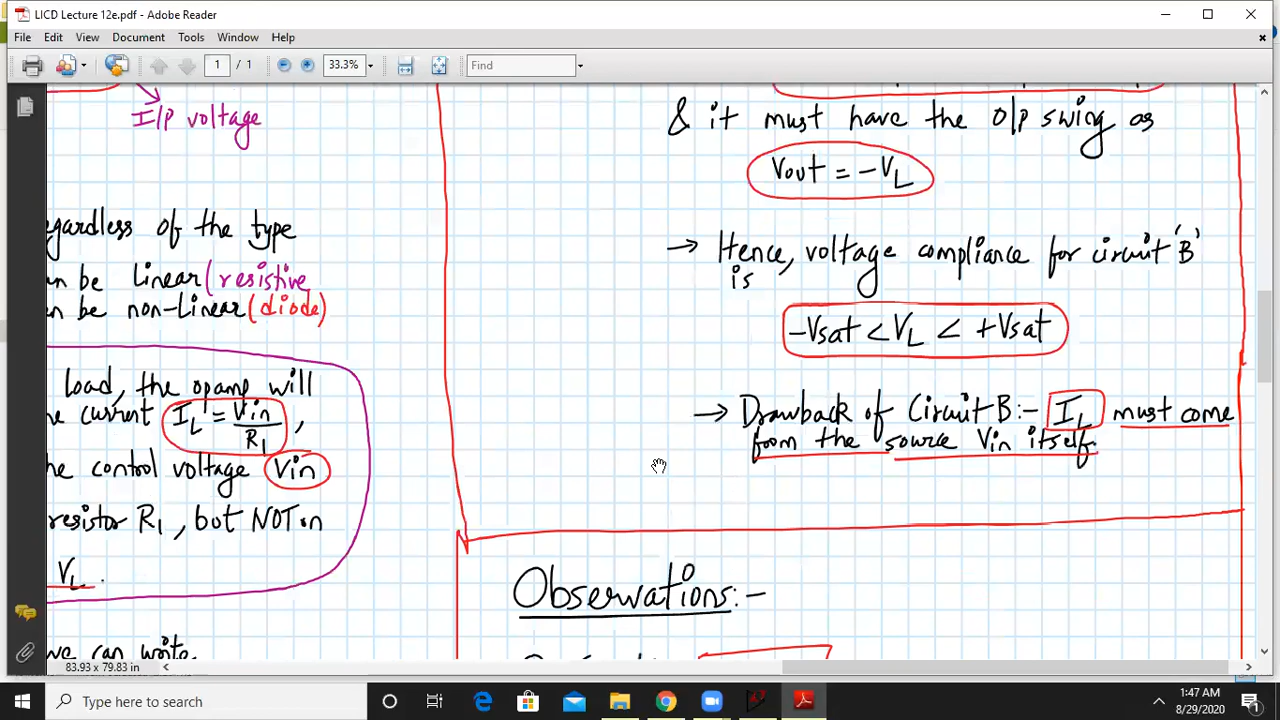 LICD Lecture 12e.pdf - Adobe Reader
File Edit View Document Tools Window Help
1 / 1 33.3% Find
I/P voltage
& it must have the O/P swing as
Vout = -VL
egardless of the type
→ Hence, voltage compliance for circuit 'B'
is
n be Linear (resistive
n be non-Linear (diode)
-Vsat < VL < +Vsat
load, the opamp will
e current IL = Vin / R1 ,
→ Drawback of Circuit B:- IL must come
from the source Vin itself
he control voltage Vin
resistor R1, but NOT on
VL.
Observations:-
we can write
83.93 x 79.83 in
Type here to search
1:47 AM
8/29/2020